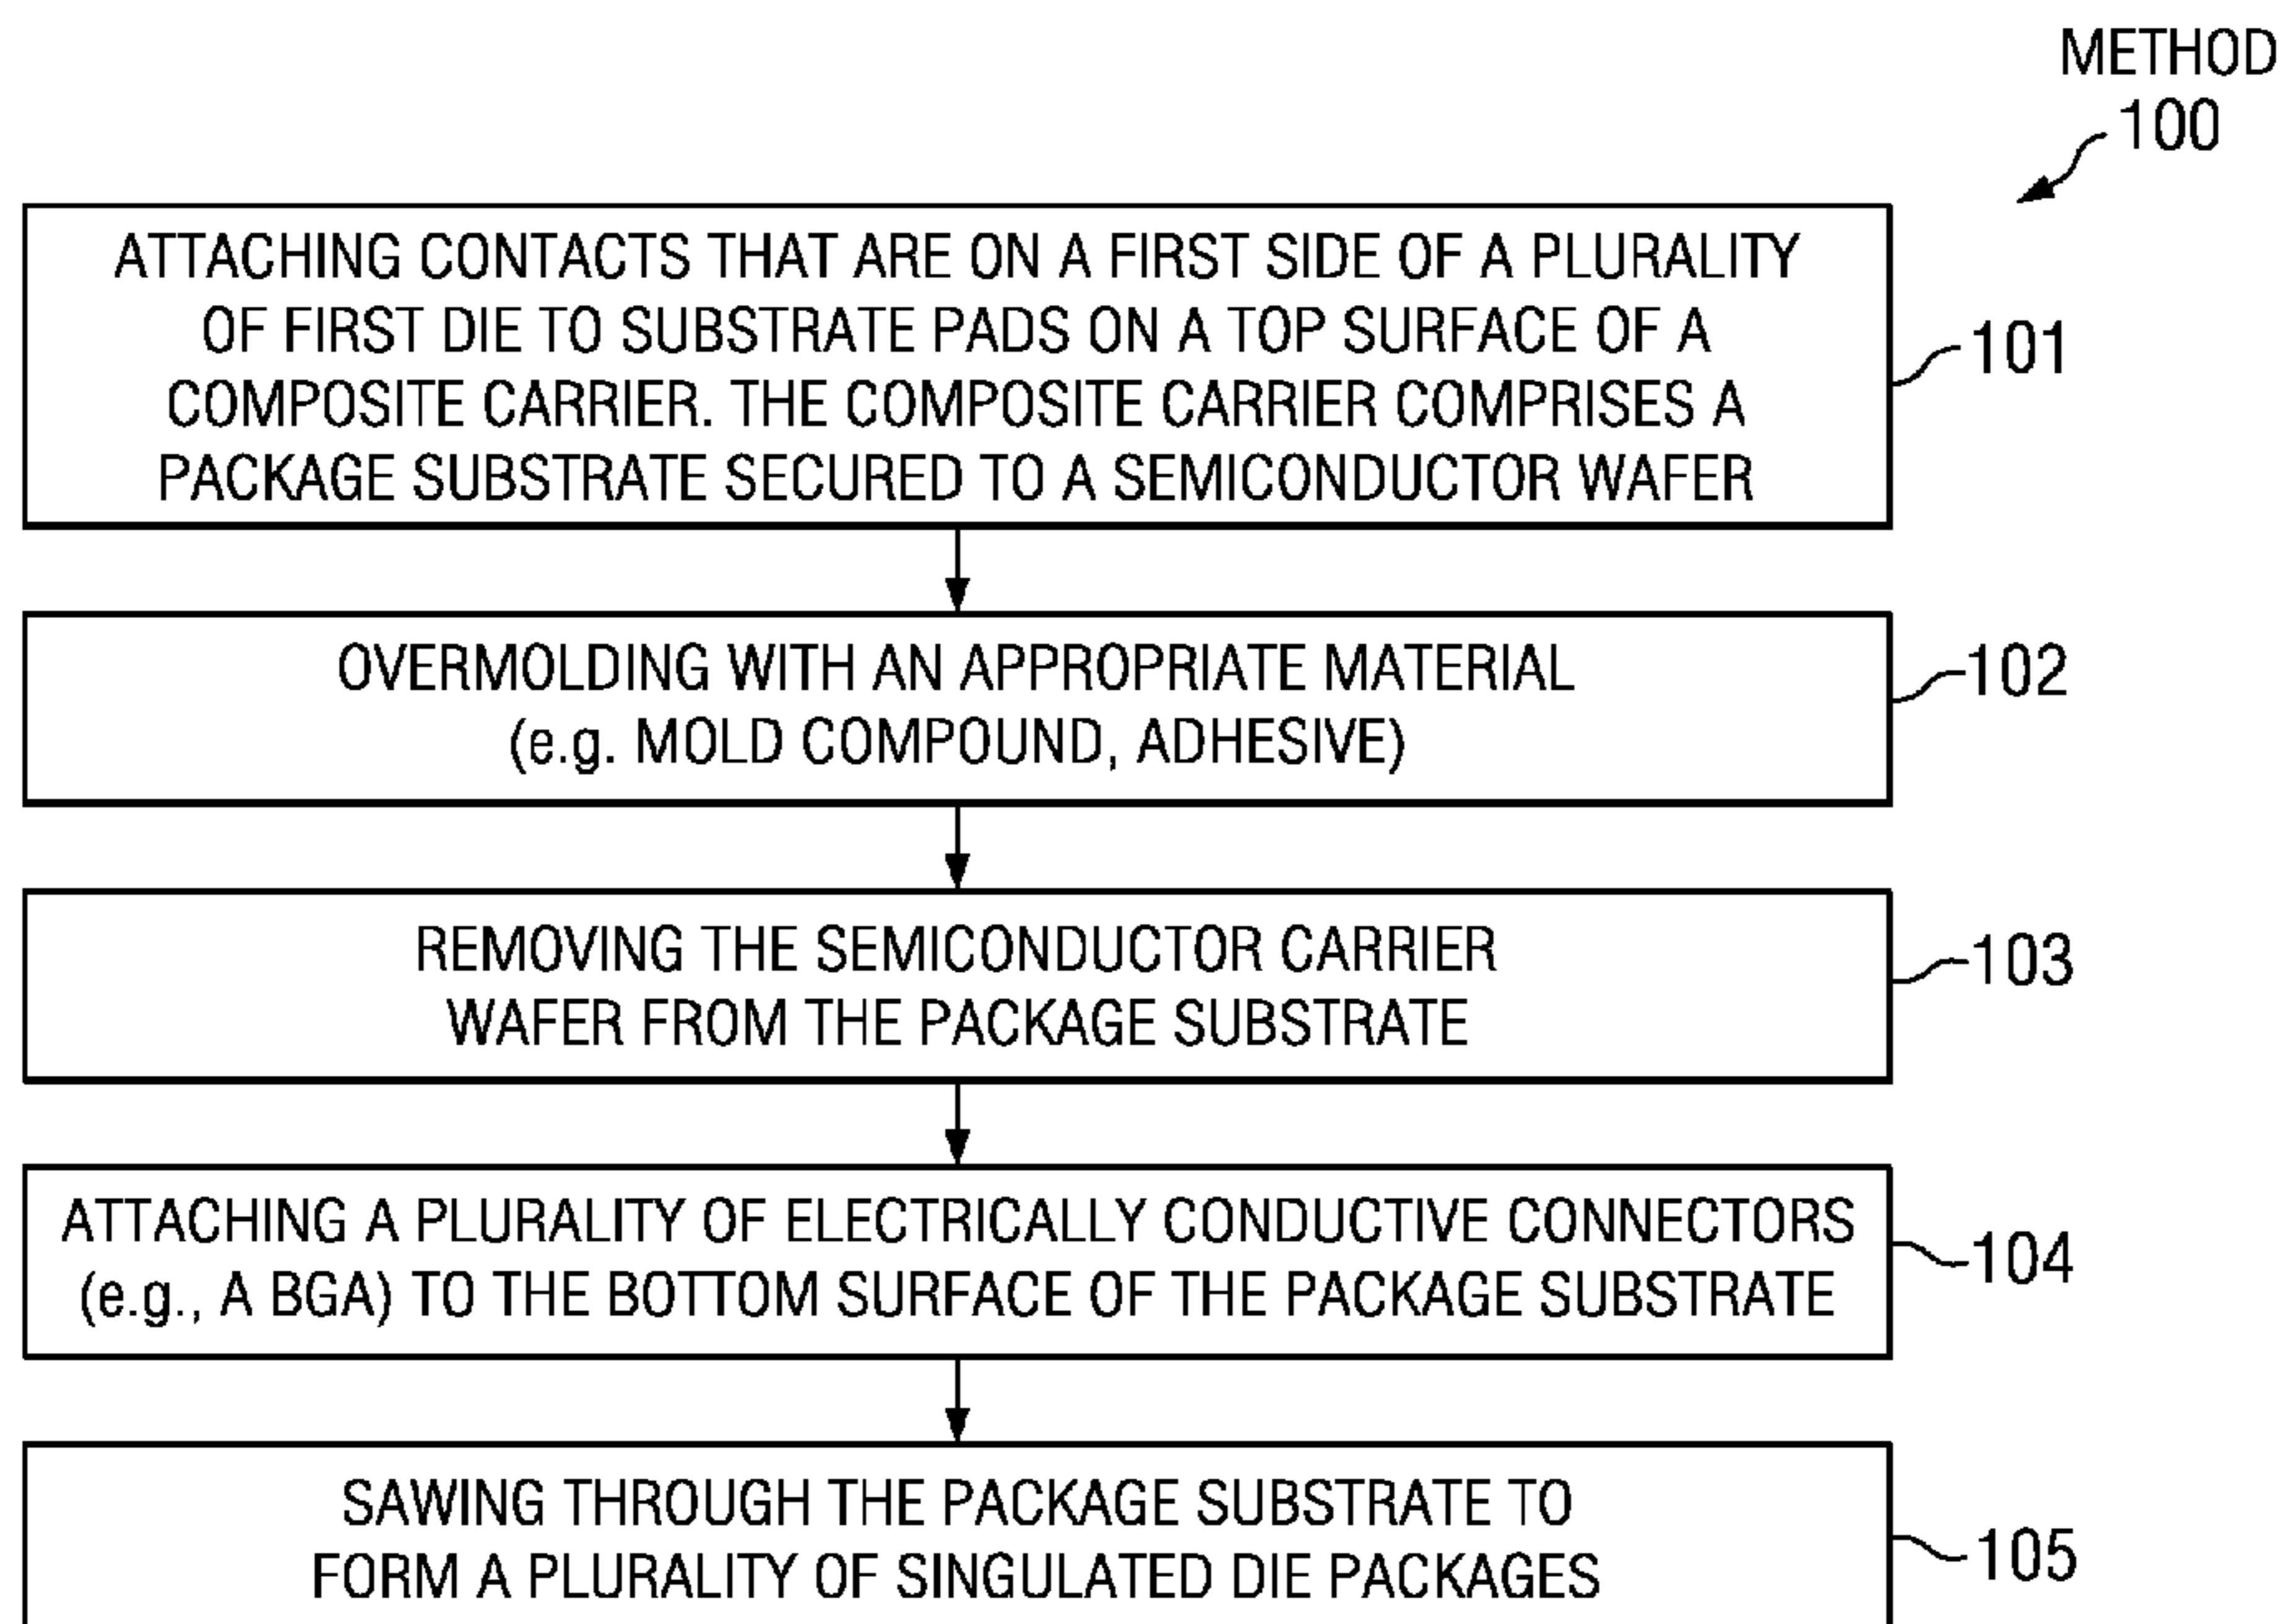 METHOD
100
ATTACHING CONTACTS THAT ARE ON A FIRST SIDE OF A PLURALITY
OF FIRST DIE TO SUBSTRATE PADS ON A TOP SURFACE OF A
COMPOSITE CARRIER. THE COMPOSITE CARRIER COMPRISES A
PACKAGE SUBSTRATE SECURED TO A SEMICONDUCTOR WAFER
101
OVERMOLDING WITH AN APPROPRIATE MATERIAL
(e.g. MOLD COMPOUND, ADHESIVE)
102
REMOVING THE SEMICONDUCTOR CARRIER
WAFER FROM THE PACKAGE SUBSTRATE
103
ATTACHING A PLURALITY OF ELECTRICALLY CONDUCTIVE CONNECTORS
(e.g., A BGA) TO THE BOTTOM SURFACE OF THE PACKAGE SUBSTRATE
104
SAWING THROUGH THE PACKAGE SUBSTRATE TO
FORM A PLURALITY OF SINGULATED DIE PACKAGES
105